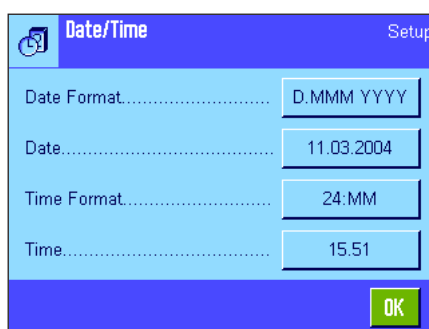 Date/Time Setup
Date Format........................... D.MMM YYYY
Date...................................... 11.03.2004
Time Format.......................... 24:MM
Time..................................... 15.51
OK